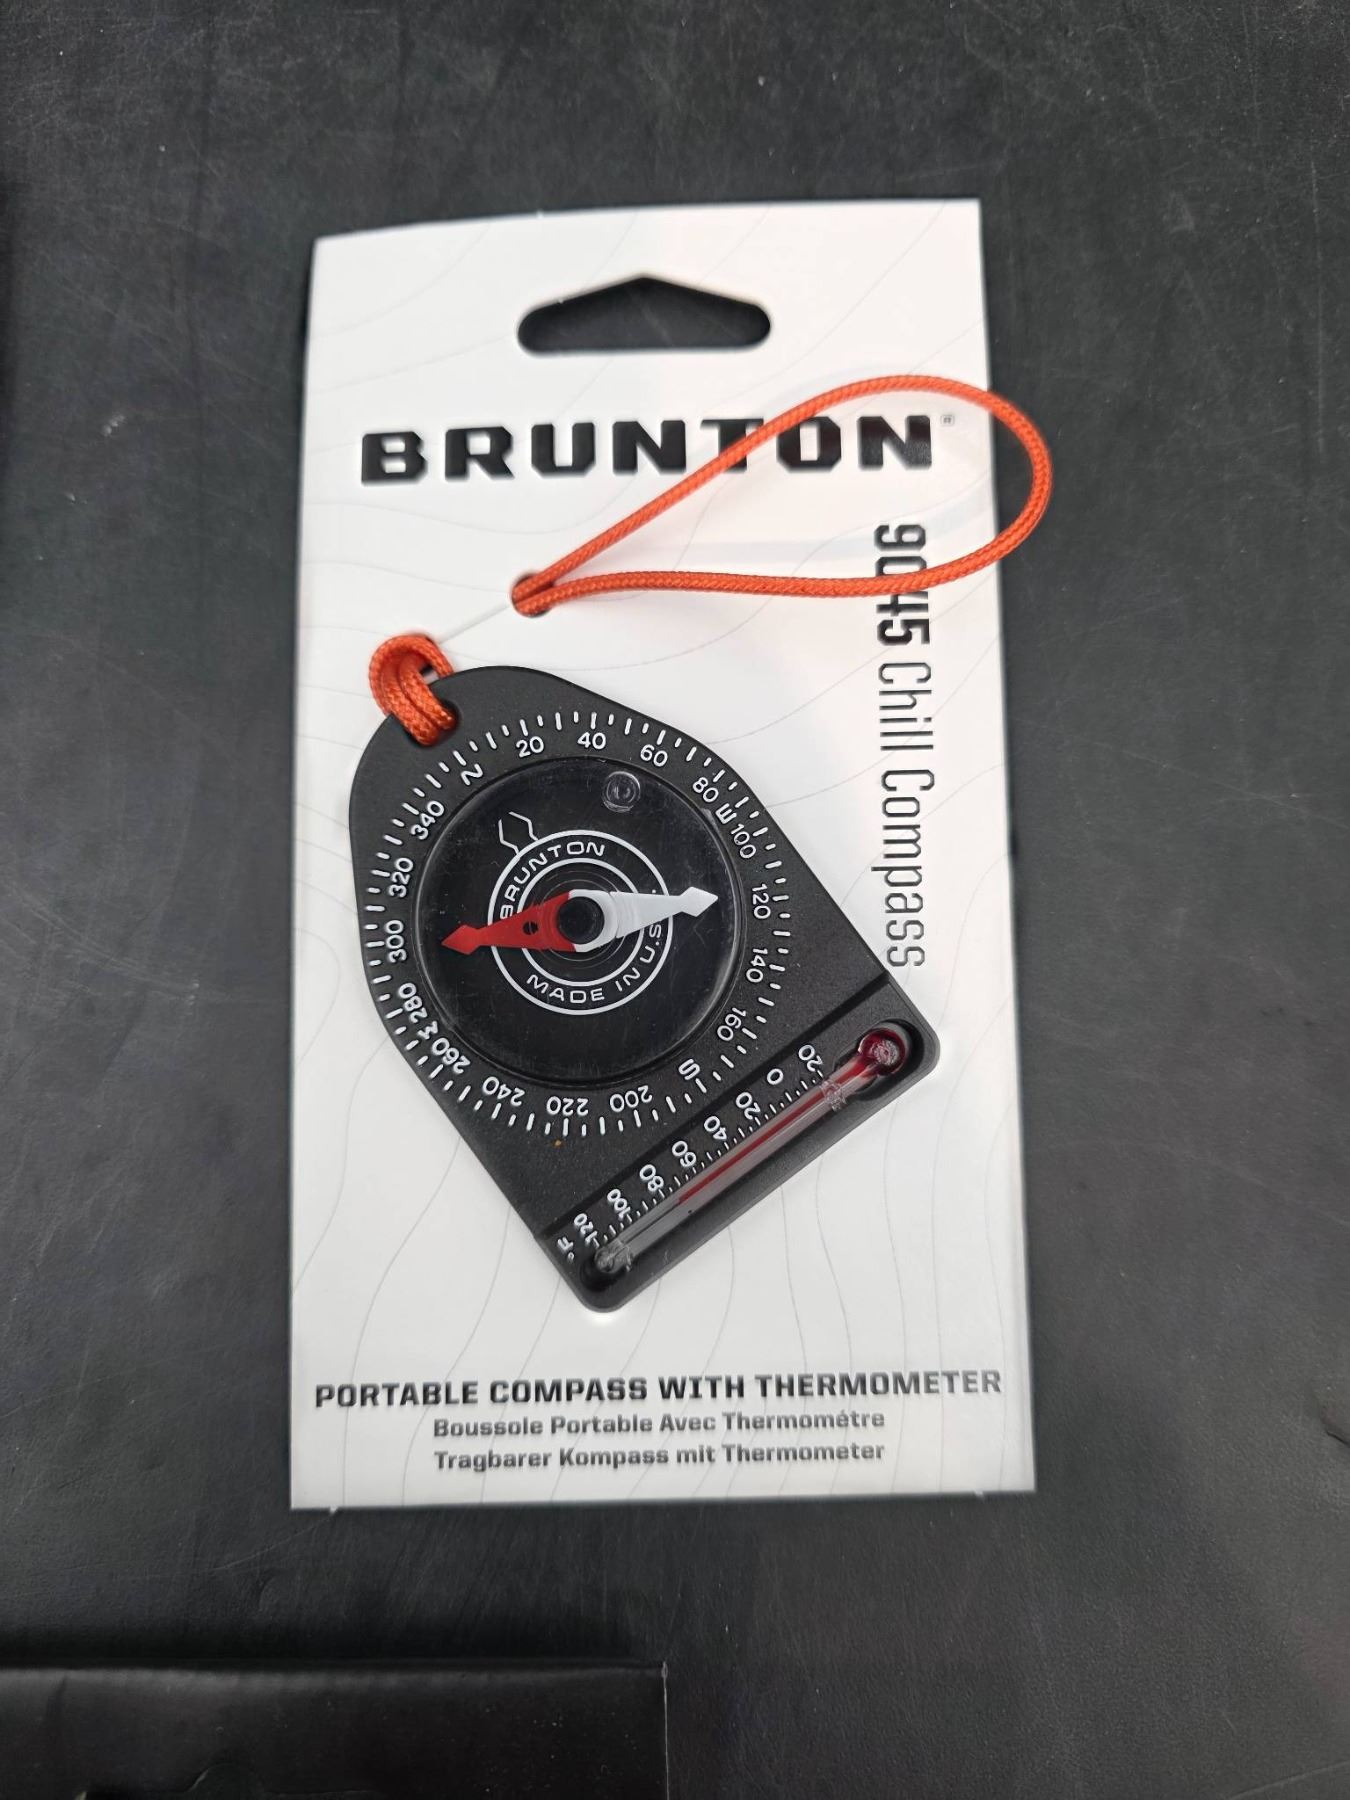 BRUNTON®
9045 Chill Compass
N 20 40 60 80 E 100 120 140 160 S 200 220 240 260 W 280 300 320 340
BRUNTON
MADE IN U.S.
°F 120 100 80 60 40 20 0 20
PORTABLE COMPASS WITH THERMOMETER
Boussole Portable Avec Thermométre
Tragbarer Kompass mit Thermometer